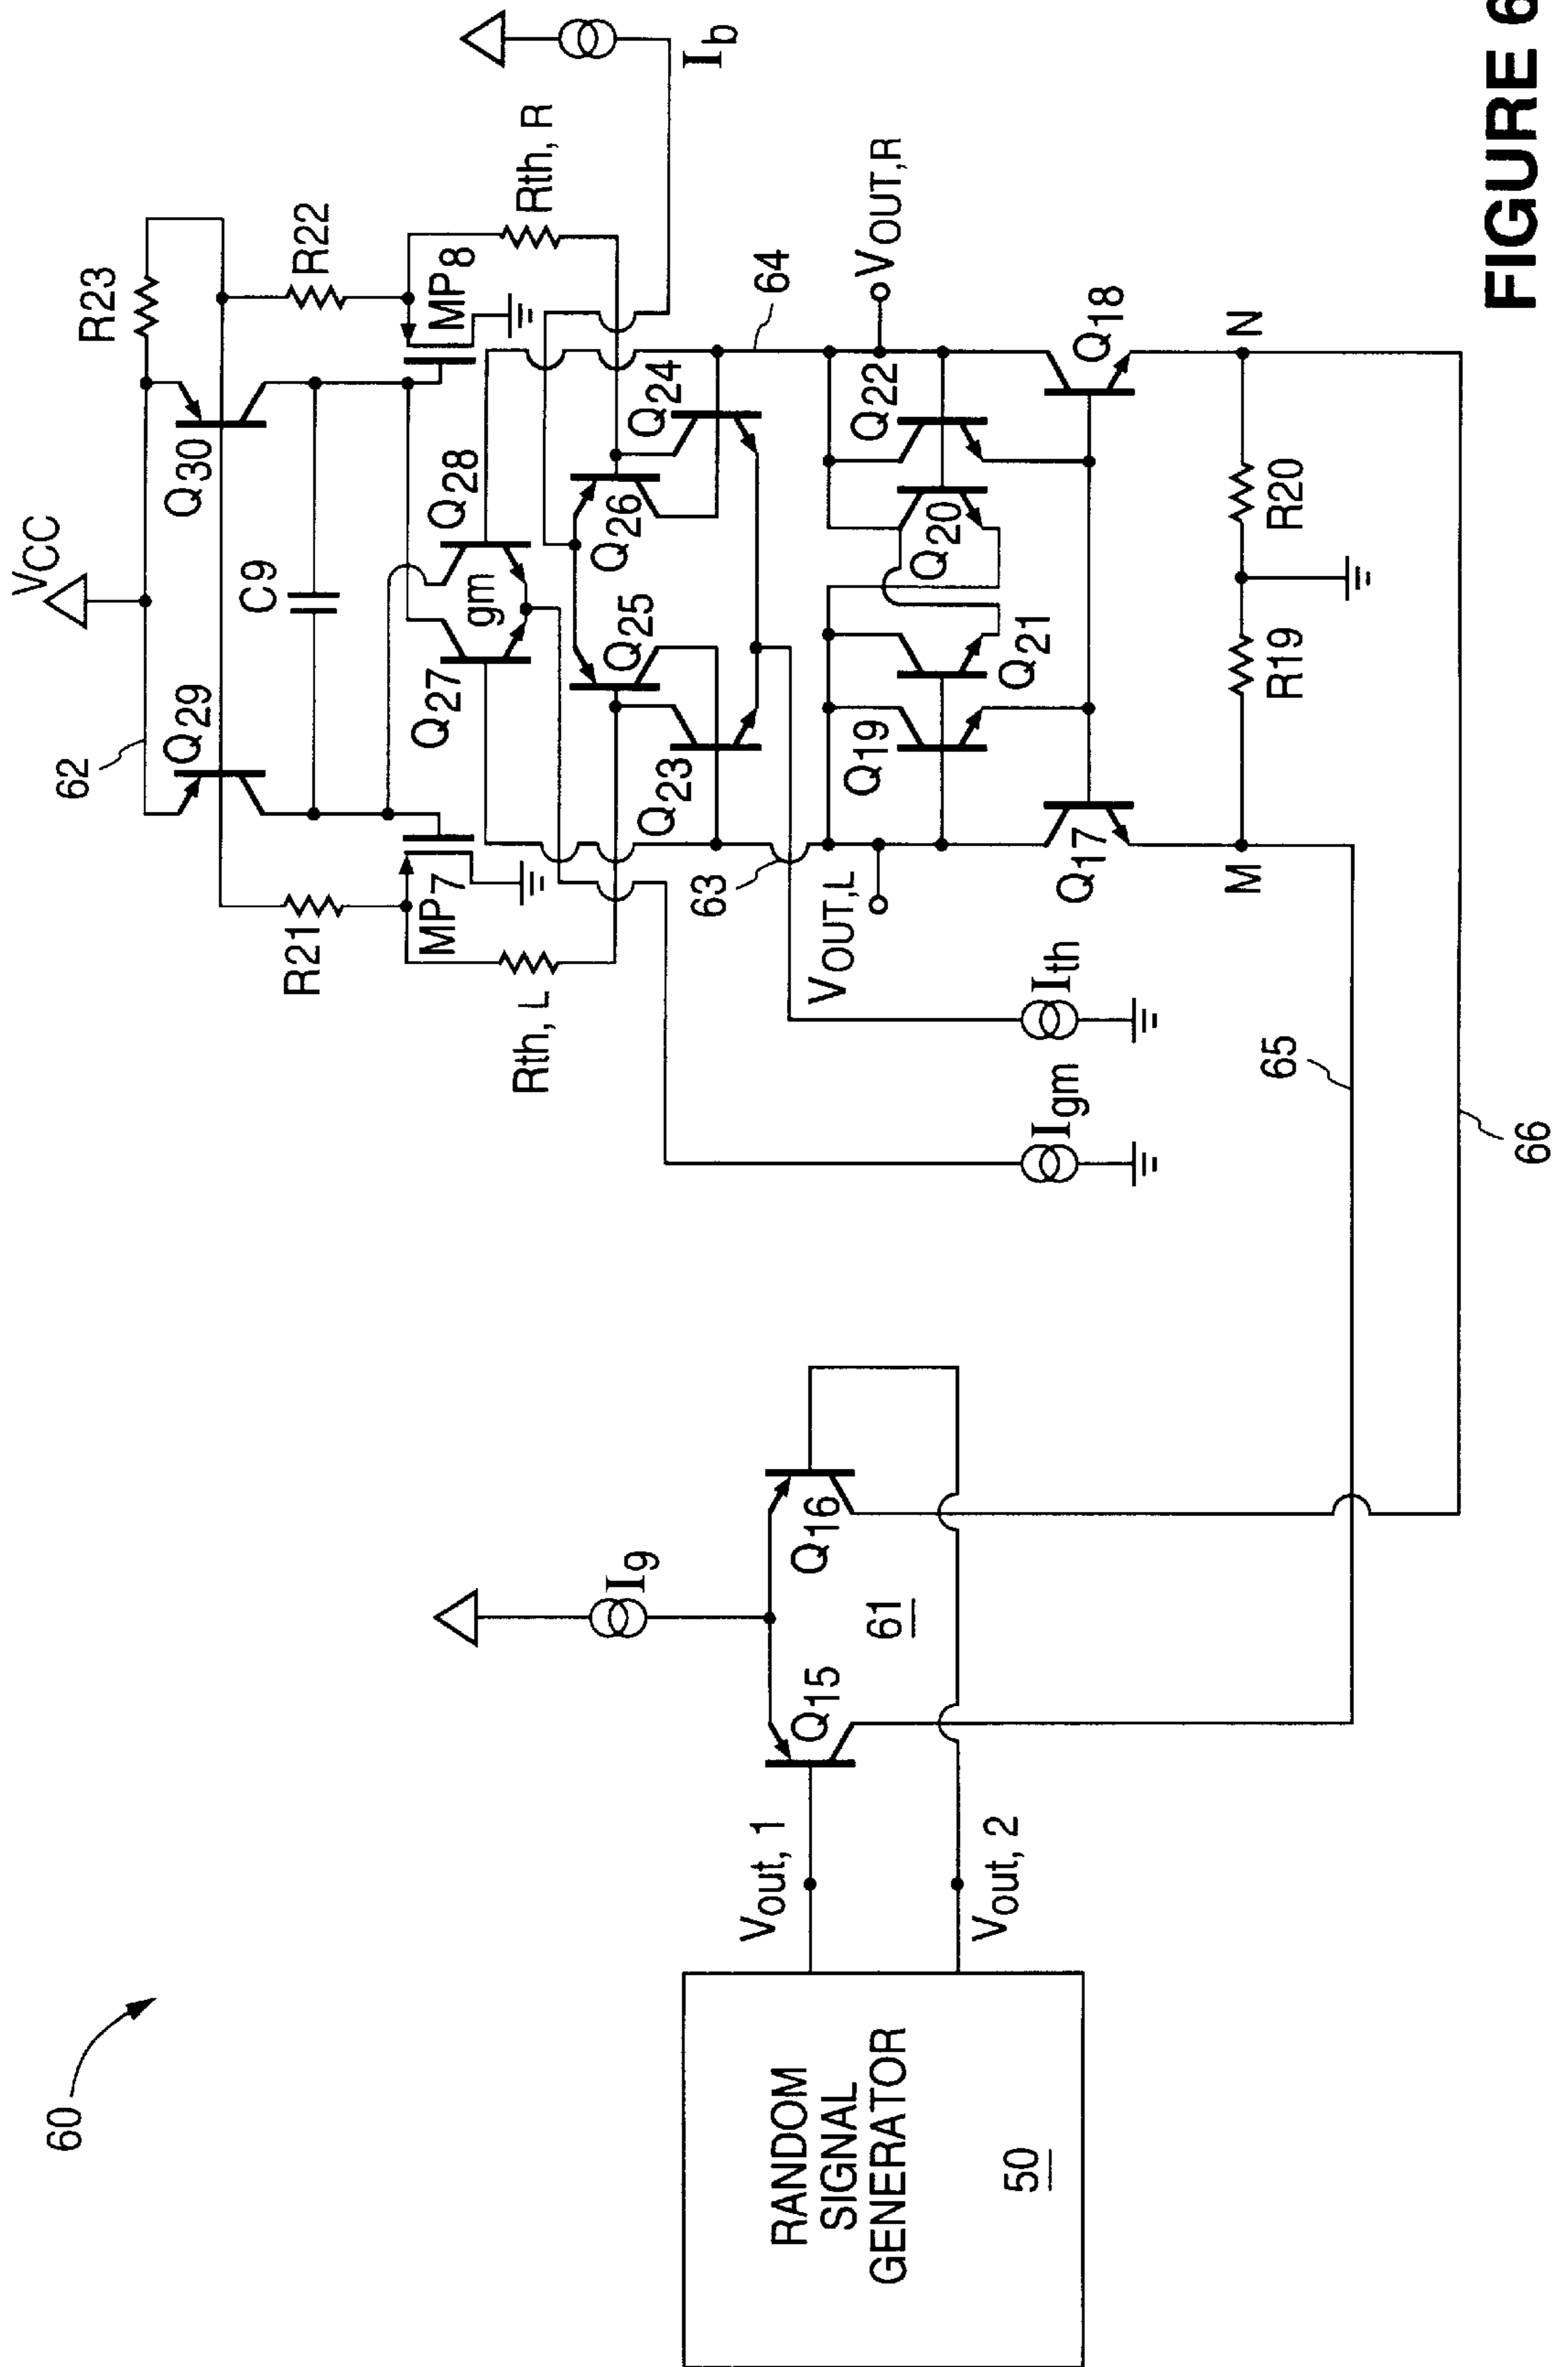 60
RANDOM
SIGNAL
GENERATOR
50
Vout, 1
Vout, 2
I9
Q15
Q16
61
65
66
VCC
62
R23
Q29
Q30
C9
R21
R22
MP7
MP8
Rth, L
Rth, R
Ib
Q27
Q28
gm
Q25
Q26
Q23
Q24
63
64
VOUT,L
VOUT,R
Q19
Q21
Q20
Q22
Q17
Q18
Igm
Ith
M
N
R19
R20
FIGURE 6